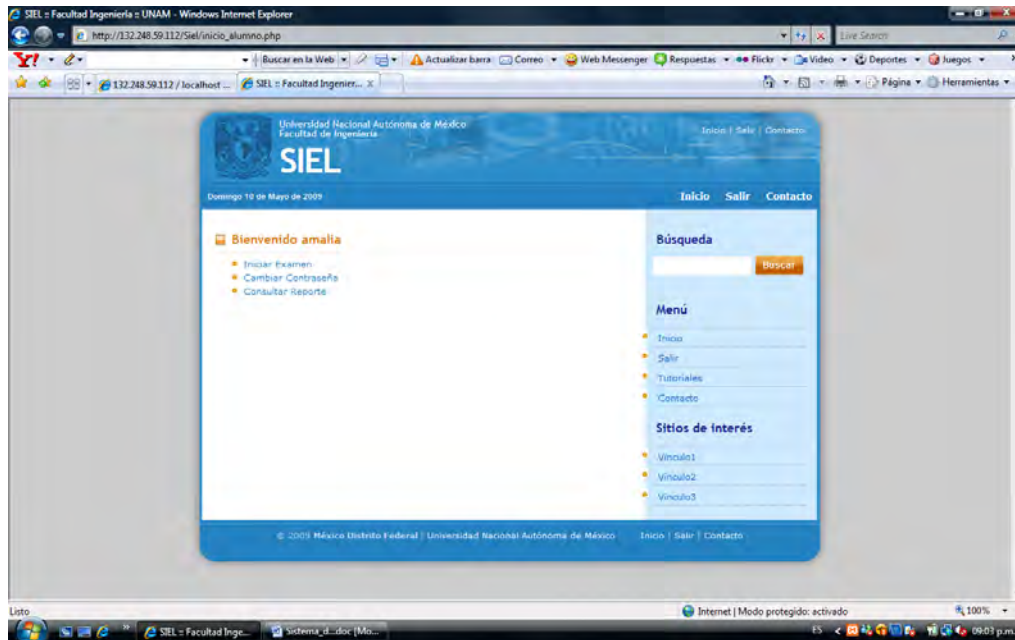 SIEL :: Facultad Ingeniería :: UNAM - Windows Internet Explorer
http://132.248.59.112/Siel/inicio_alumno.php
Live Search
Y!
Buscar en la Web
Actualizar barra
Correo
Web Messenger
Respuestas
Flickr
Video
Deportes
Juegos
132.248.59.112 / localhost ...
SIEL :: Facultad Ingenier...
Página
Herramientas
Universidad Nacional Autónoma de México
Facultad de Ingeniería
SIEL
Inicio | Salir | Contacto
Domingo 10 de Mayo de 2009
Inicio Salir Contacto
Bienvenido amalia
Iniciar Examen
Cambiar Contraseña
Consultar Reporte
Búsqueda
Buscar
Menú
Inicio
Salir
Tutoriales
Contacto
Sitios de interés
Vinculo1
Vinculo2
Vinculo3
© 2009 México Distrito Federal | Universidad Nacional Autónoma de México
Inicio | Salir | Contacto
Listo
Internet | Modo protegido: activado
100%
SIEL :: Facultad Inge...
Sistema_d...doc [Mo...
ES
09:03 p.m.